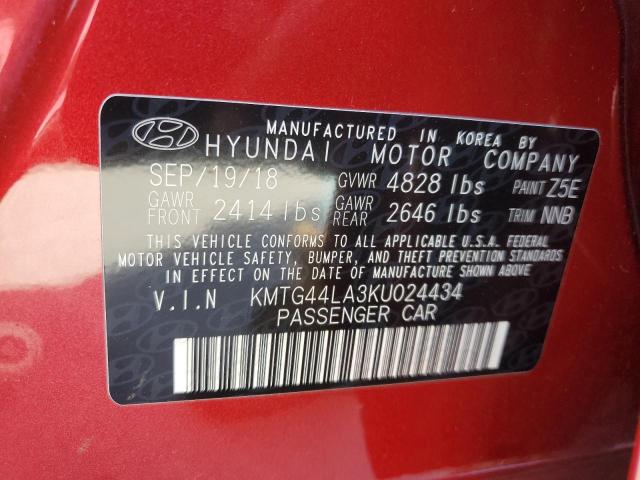 MANUFACTURED IN KOREA BY
HYUNDAI MOTOR COMPANY
SEP/19/18 GVWR 4828 lbs PAINT Z5E
GAWR FRONT 2414 lbs GAWR REAR 2646 lbs TRIM NNB
THIS VEHICLE CONFORMS TO ALL APPLICABLE U.S.A. FEDERAL
MOTOR VEHICLE SAFETY, BUMPER, AND THEFT PREVENTION STANDARDS
IN EFFECT ON THE DATE OF MANUFACTURE SHOWN ABOVE
V.I.N KMTG44LA3KU024434
PASSENGER CAR